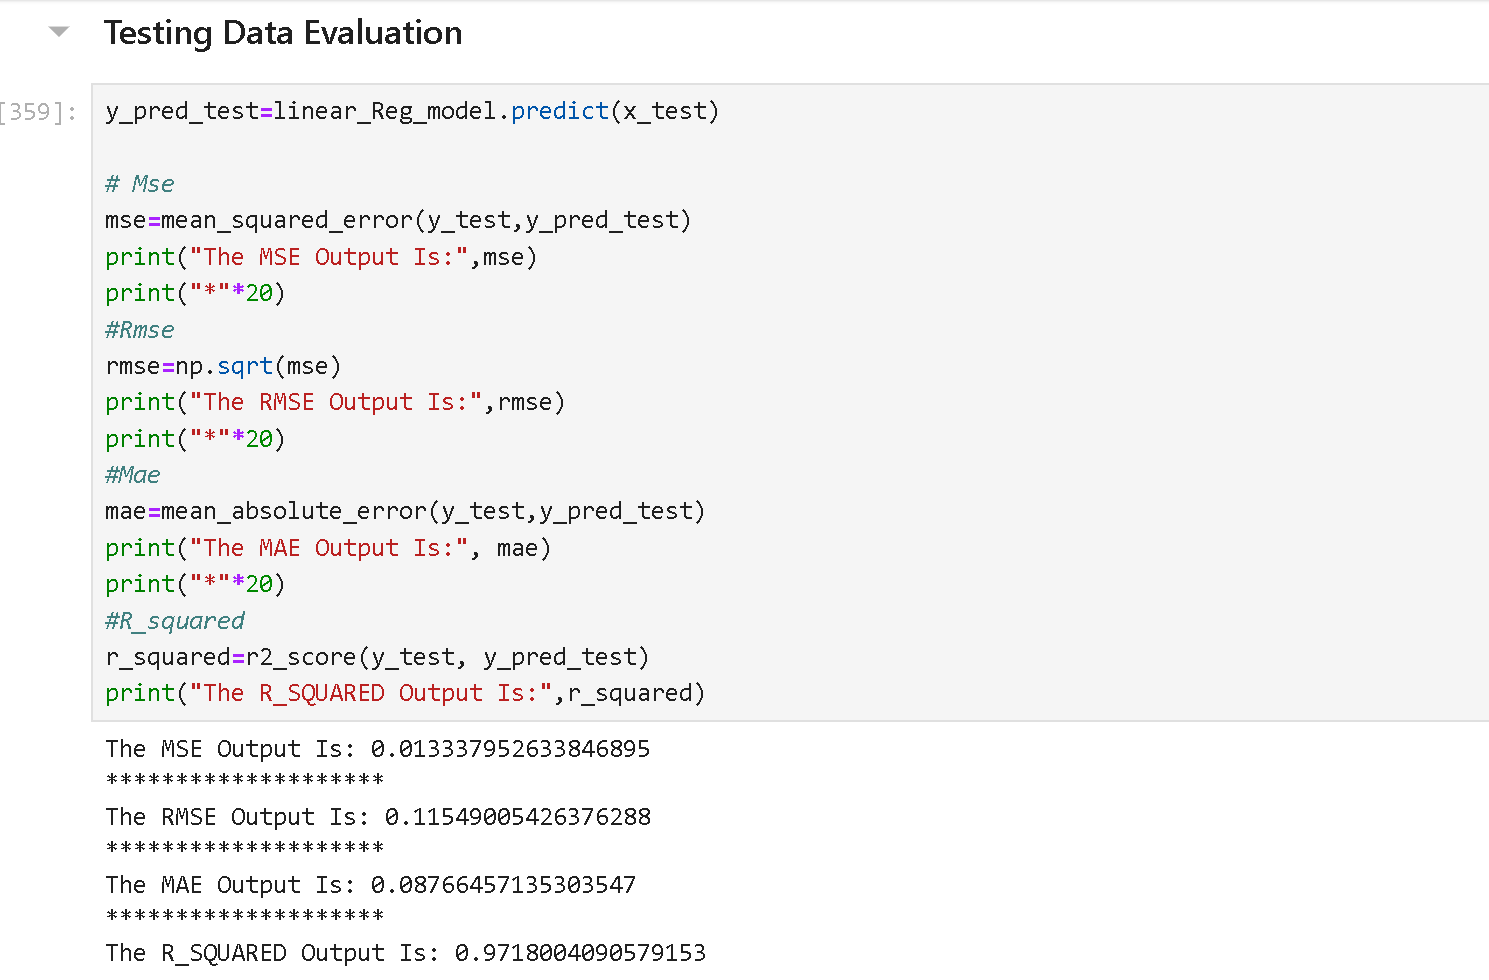 Testing Data Evaluation
[359]:
y_pred_test=linear_Reg_model.predict(x_test)
# Mse
mse=mean_squared_error(y_test,y_pred_test)
print("The MSE Output Is:",mse)
print("*"*20)
#Rmse
rmse=np.sqrt(mse)
print("The RMSE Output Is:",rmse)
print("*"*20)
#Mae
mae=mean_absolute_error(y_test,y_pred_test)
print("The MAE Output Is:", mae)
print("*"*20)
#R_squared
r_squared=r2_score(y_test, y_pred_test)
print("The R_SQUARED Output Is:",r_squared)
The MSE Output Is: 0.013337952633846895
********************
The RMSE Output Is: 0.11549005426376288
********************
The MAE Output Is: 0.08766457135303547
********************
The R_SQUARED Output Is: 0.9718004090579153